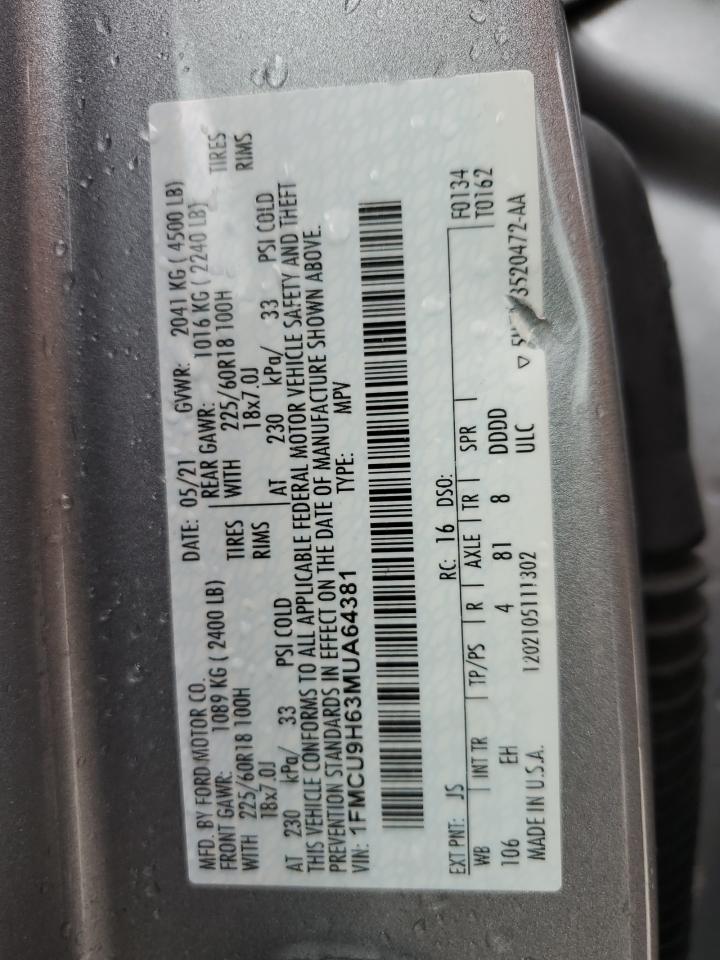 MFD. BY FORD MOTOR CO.
DATE: 05/21 GVWR: 2041 KG ( 4500 LB)
FRONT GAWR: 1089 KG ( 2400 LB)
REAR GAWR: 1016 KG ( 2240 LB)
WITH 225/60R18 100H TIRES
WITH 225/60R18 100H TIRES
18x7.0J RIMS
18x7.0J RIMS
AT 230 kPa/ 33 PSI COLD
AT 230 kPa/ 33 PSI COLD
THIS VEHICLE CONFORMS TO ALL APPLICABLE FEDERAL MOTOR VEHICLE SAFETY AND THEFT
PREVENTION STANDARDS IN EFFECT ON THE DATE OF MANUFACTURE SHOWN ABOVE.
VIN: 1FMCU9H63MUA64381 TYPE: MPV
EXT PNT: JS RC: 16 DSO: F0134
T0162
WB INT TR TP/PS R AXLE TR SPR
106 EH 4 81 8 DDDD
MADE IN U.S.A. 1202105111302 ULC
3520472-AA